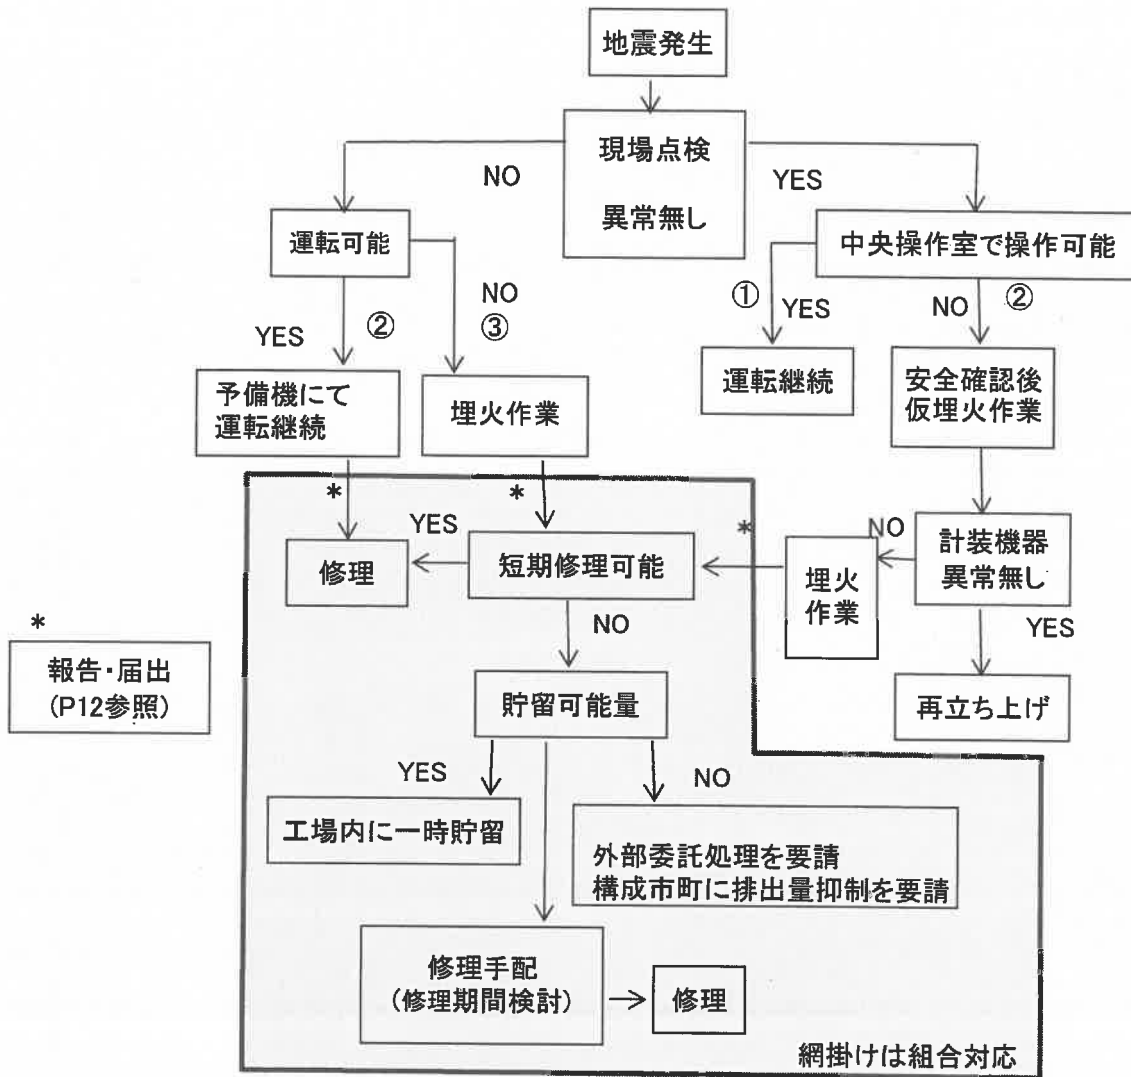 地震発生
現場点検
異常無し
NO
YES
運転可能
中央操作室で操作可能
YES
②
NO
③
①
YES
NO
②
予備機にて
運転継続
埋火作業
運転継続
安全確認後
仮埋火作業
*
*
*
YES
NO
修理
短期修理可能
埋火
作業
計装機器
異常無し
NO
YES
*
報告・届出
(P12参照)
貯留可能量
再立ち上げ
YES
NO
工場内に一時貯留
外部委託処理を要請
構成市町に排出量抑制を要請
修理手配
(修理期間検討)
修理
網掛けは組合対応